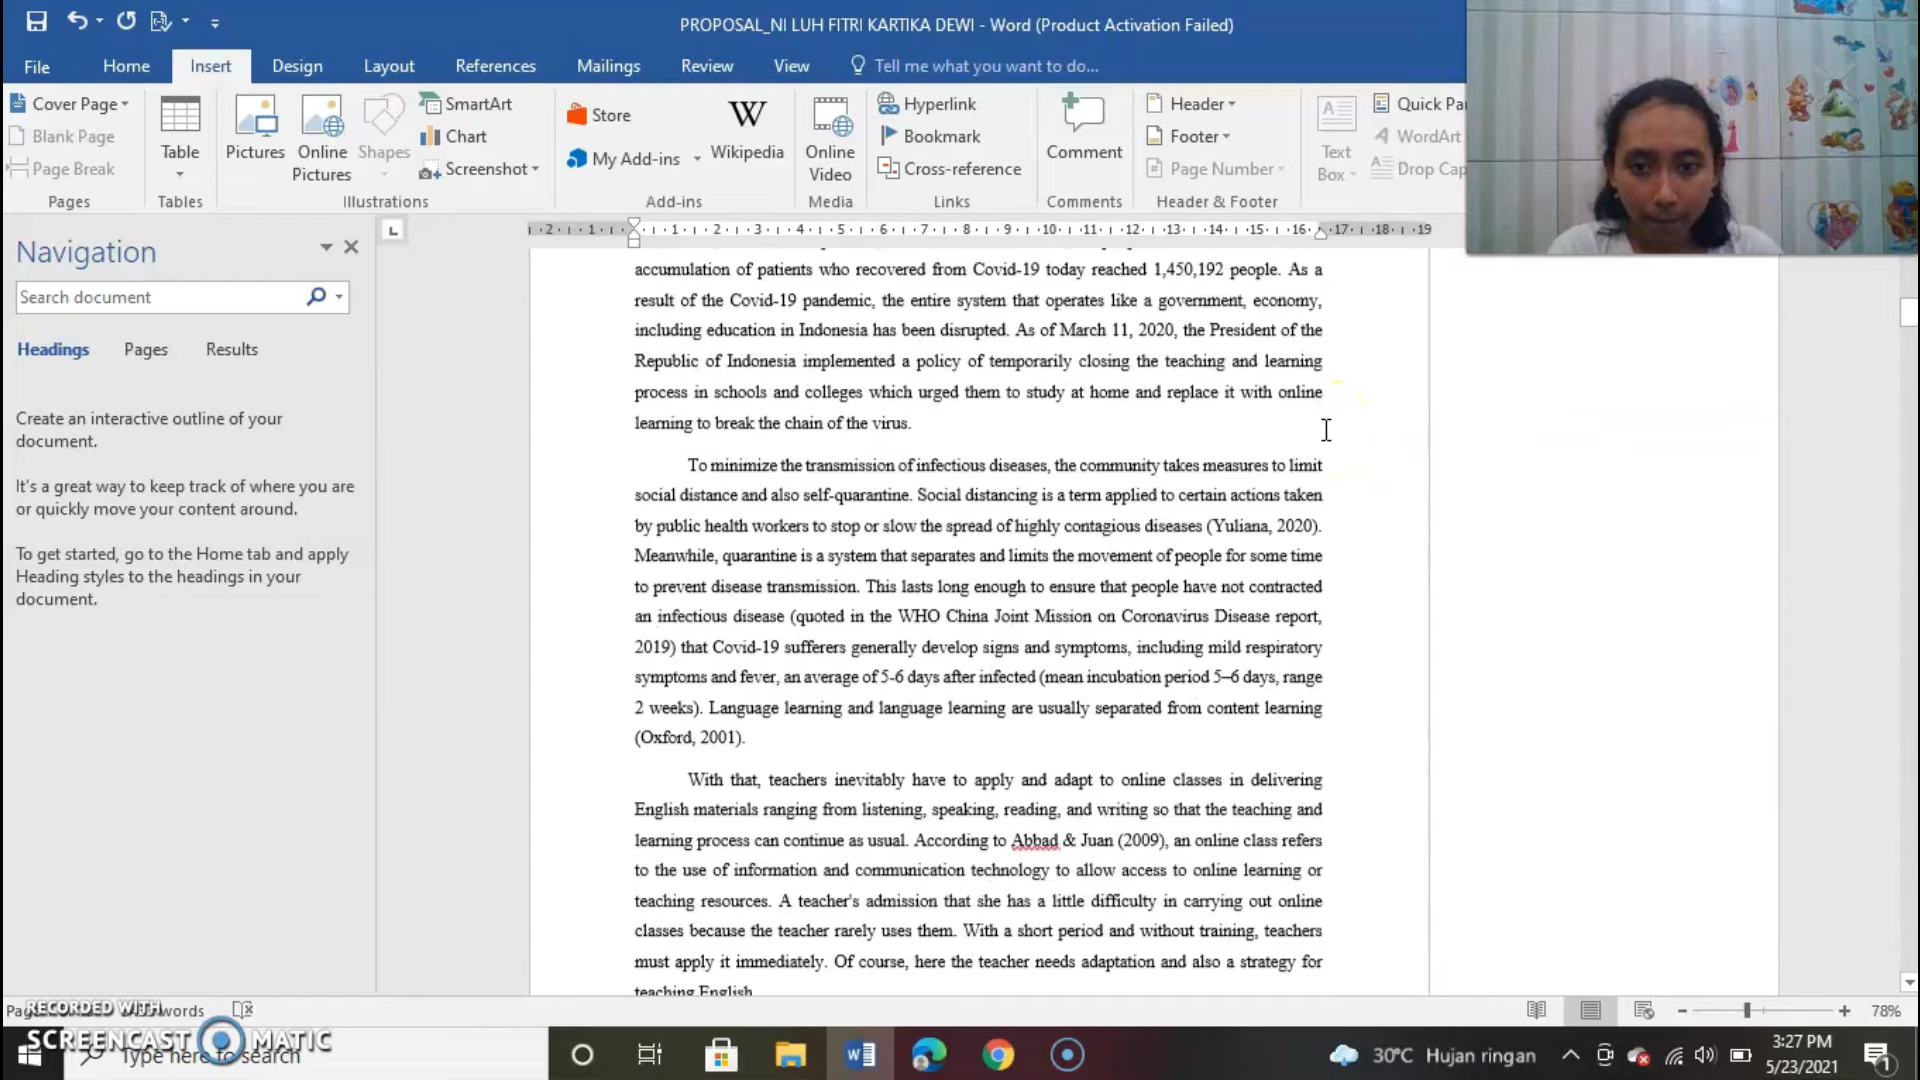 PROPOSAL_NI LUH FITRI KARTIKA DEWI - Word (Product Activation Failed)
File Home Insert Design Layout References Mailings Review View Tell me what you want to do...
Cover Page
Blank Page
Page Break
Pages
Table
Tables
Pictures
Online Pictures
Shapes
SmartArt
Chart
Screenshot
Illustrations
Store
My Add-ins
Wikipedia
Add-ins
Online Video
Media
Hyperlink
Bookmark
Cross-reference
Links
Comment
Comments
Header
Footer
Page Number
Header & Footer
Text Box
Quick Pa
WordArt
Drop Cap
Navigation
Search document
Headings Pages Results
Create an interactive outline of your
document.
It's a great way to keep track of where you are
or quickly move your content around.
To get started, go to the Home tab and apply
Heading styles to the headings in your
document.
L
2 1 1 2 3 4 5 6 7 8 9 10 11 12 13 14 15 16 17 18 19
accumulation of patients who recovered from Covid-19 today reached 1,450,192 people. As a
result of the Covid-19 pandemic, the entire system that operates like a government, economy,
including education in Indonesia has been disrupted. As of March 11, 2020, the President of the
Republic of Indonesia implemented a policy of temporarily closing the teaching and learning
process in schools and colleges which urged them to study at home and replace it with online
learning to break the chain of the virus.
To minimize the transmission of infectious diseases, the community takes measures to limit
social distance and also self-quarantine. Social distancing is a term applied to certain actions taken
by public health workers to stop or slow the spread of highly contagious diseases (Yuliana, 2020).
Meanwhile, quarantine is a system that separates and limits the movement of people for some time
to prevent disease transmission. This lasts long enough to ensure that people have not contracted
an infectious disease (quoted in the WHO China Joint Mission on Coronavirus Disease report,
2019) that Covid-19 sufferers generally develop signs and symptoms, including mild respiratory
symptoms and fever, an average of 5-6 days after infected (mean incubation period 5–6 days, range
2 weeks). Language learning and language learning are usually separated from content learning
(Oxford, 2001).
With that, teachers inevitably have to apply and adapt to online classes in delivering
English materials ranging from listening, speaking, reading, and writing so that the teaching and
learning process can continue as usual. According to Abbad & Juan (2009), an online class refers
to the use of information and communication technology to allow access to online learning or
teaching resources. A teacher's admission that she has a little difficulty in carrying out online
classes because the teacher rarely uses them. With a short period and without training, teachers
must apply it immediately. Of course, here the teacher needs adaptation and also a strategy for
teaching English
words
78%
RECORDED WITH
SCREENCAST MATIC
Type here to search
30°C Hujan ringan
3:27 PM
5/23/2021
1